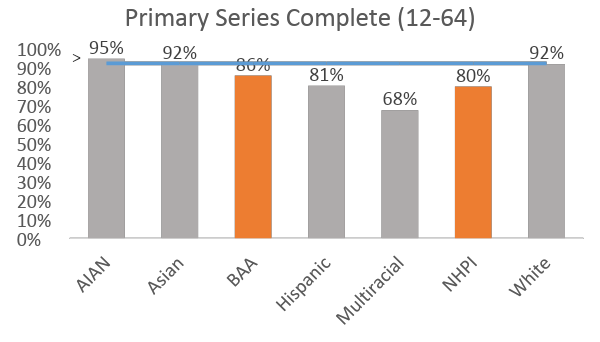 Primary Series Complete (12-64)
100%
90%
80%
70%
60%
50%
40%
30%
20%
10%
0%
> 95%
92%
86%
81%
68%
80%
92%
AIAN
Asian
BAA
Hispanic
Multiracial
NHPI
White